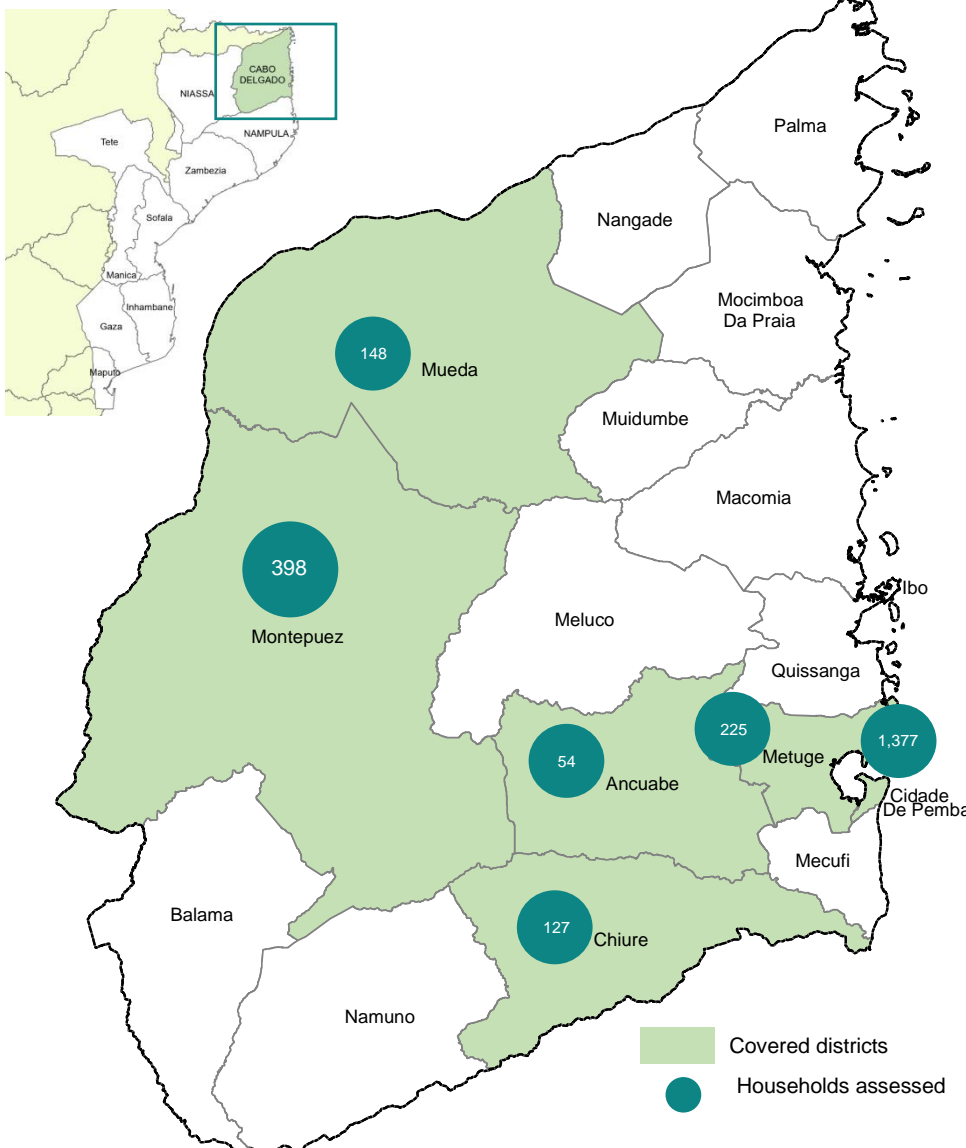 CABO
DELGADO
NIASSA
NAMPULA
Tete
Zambezia
Sofala
Manica
Inhambane
Gaza
Maputo
Palma
Nangade
Mocimboa
Da Praia
148
Mueda
Muidumbe
Macomia
398
Montepuez
Ibo
Meluco
Quissanga
225
1,377
54
Metuge
Ancuabe
Cidade
De Pemba
Mecufi
Balama
127
Chiure
Namuno
Covered districts
Households assessed